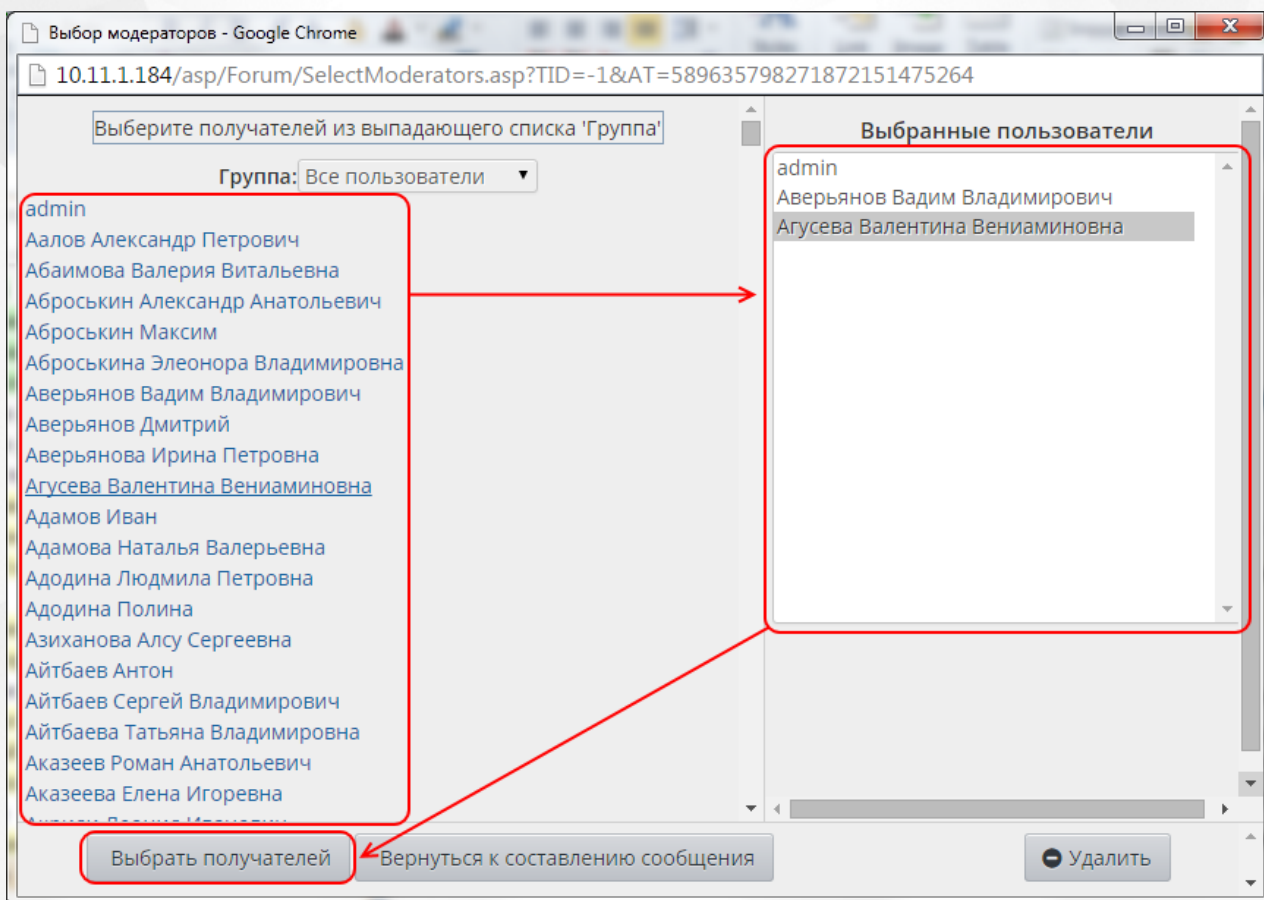 Выбор модераторов - Google Chrome
10.11.1.184/asp/Forum/SelectModerators.asp?TID=-1&AT=589635798271872151475264
Выберите получателей из выпадающего списка 'Группа'
Группа: Все пользователи
admin
Аалов Александр Петрович
Абаимова Валерия Витальевна
Аброськин Александр Анатольевич
Аброськин Максим
Аброськина Элеонора Владимировна
Аверьянов Вадим Владимирович
Аверьянов Дмитрий
Аверьянова Ирина Петровна
Агусева Валентина Вениаминовна
Адамов Иван
Адамова Наталья Валерьевна
Адодина Людмила Петровна
Адодина Полина
Азиханова Алсу Сергеевна
Айтбаев Антон
Айтбаев Сергей Владимирович
Айтбаева Татьяна Владимировна
Аказеев Роман Анатольевич
Аказеева Елена Игоревна
Выбранные пользователи
admin
Аверьянов Вадим Владимирович
Агусева Валентина Вениаминовна
Выбрать получателей
Вернуться к составлению сообщения
Удалить